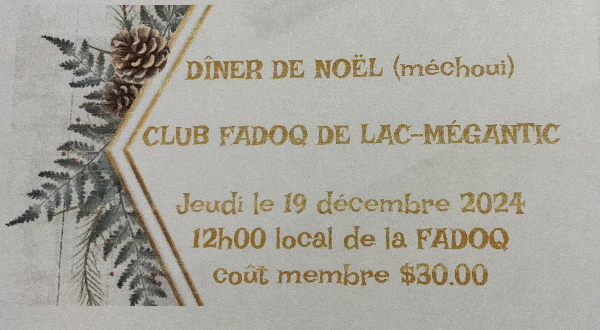 DÎNER DE NOËL (méchoui)
CLUB FADOQ DE LAC-MÉGANTIC
Jeudi le 19 décembre 2024
12h00 local de la FADOQ
coût membre $30.00